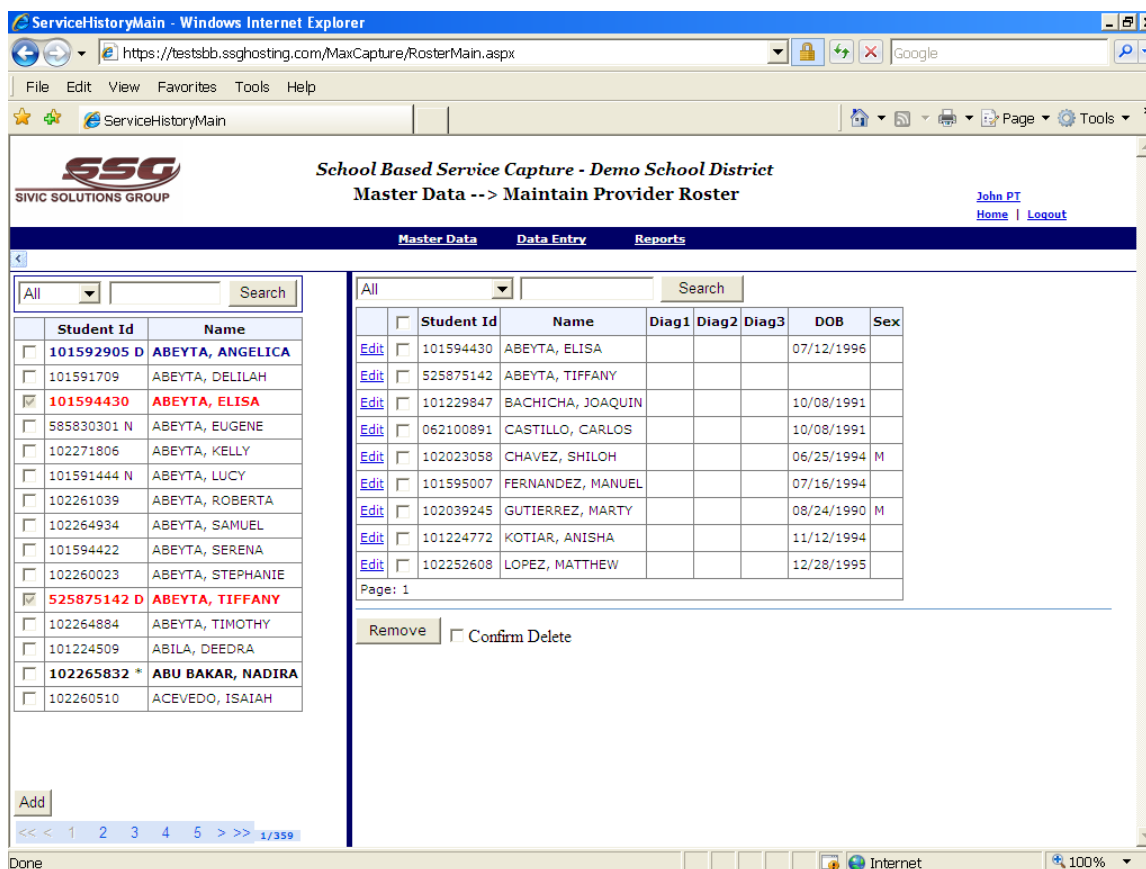 ServiceHistoryMain - Windows Internet Explorer
https://testsbb.ssghosting.com/MaxCapture/RosterMain.aspx
Google
File Edit View Favorites Tools Help
ServiceHistoryMain
Page Tools
SSG
SIVIC SOLUTIONS GROUP
School Based Service Capture - Demo School District
Master Data --> Maintain Provider Roster
John PT
Home | Logout
Master Data Data Entry Reports
<
All Search
Student Id Name
101592905 D ABEYTA, ANGELICA
101591709 ABEYTA, DELILAH
101594430 ABEYTA, ELISA
585830301 N ABEYTA, EUGENE
102271806 ABEYTA, KELLY
101591444 N ABEYTA, LUCY
102261039 ABEYTA, ROBERTA
102264934 ABEYTA, SAMUEL
101594422 ABEYTA, SERENA
102260023 ABEYTA, STEPHANIE
525875142 D ABEYTA, TIFFANY
102264884 ABEYTA, TIMOTHY
101224509 ABILA, DEEDRA
102265832 * ABU BAKAR, NADIRA
102260510 ACEVEDO, ISAIAH
Add
<< < 1 2 3 4 5 > >> 1/359
All Search
Student Id Name Diag1 Diag2 Diag3 DOB Sex
Edit 101594430 ABEYTA, ELISA 07/12/1996
Edit 525875142 ABEYTA, TIFFANY
Edit 101229847 BACHICHA, JOAQUIN 10/08/1991
Edit 062100891 CASTILLO, CARLOS 10/08/1991
Edit 102023058 CHAVEZ, SHILOH 06/25/1994 M
Edit 101595007 FERNANDEZ, MANUEL 07/16/1994
Edit 102039245 GUTIERREZ, MARTY 08/24/1990 M
Edit 101224772 KOTIAR, ANISHA 11/12/1994
Edit 102252608 LOPEZ, MATTHEW 12/28/1995
Page: 1
Remove Confirm Delete
Done Internet 100%